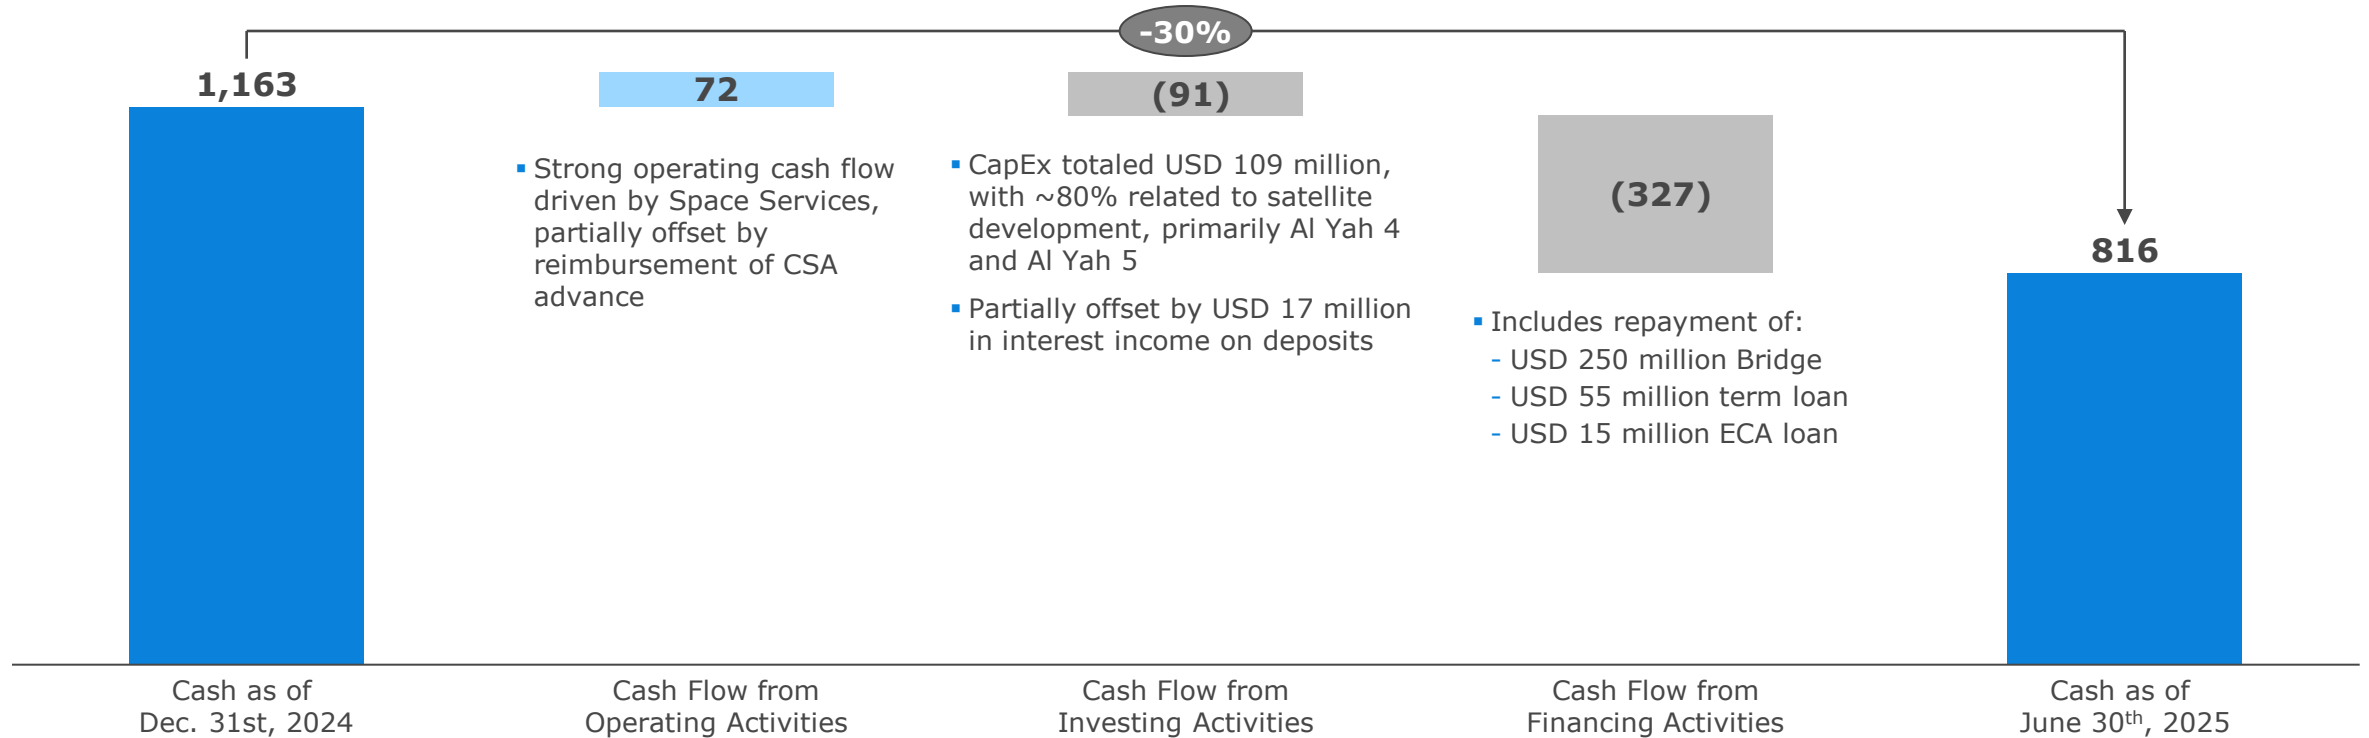 -30%
1,163
72
(91)
(327)
816
▪ Strong operating cash flow
driven by Space Services,
partially offset by
reimbursement of CSA
advance
▪ CapEx totaled USD 109 million,
with ~80% related to satellite
development, primarily Al Yah 4
and Al Yah 5
▪ Partially offset by USD 17 million
in interest income on deposits
▪ Includes repayment of:
- USD 250 million Bridge
- USD 55 million term loan
- USD 15 million ECA loan
Cash as of
Dec. 31st, 2024
Cash Flow from
Operating Activities
Cash Flow from
Investing Activities
Cash Flow from
Financing Activities
Cash as of
June 30th, 2025